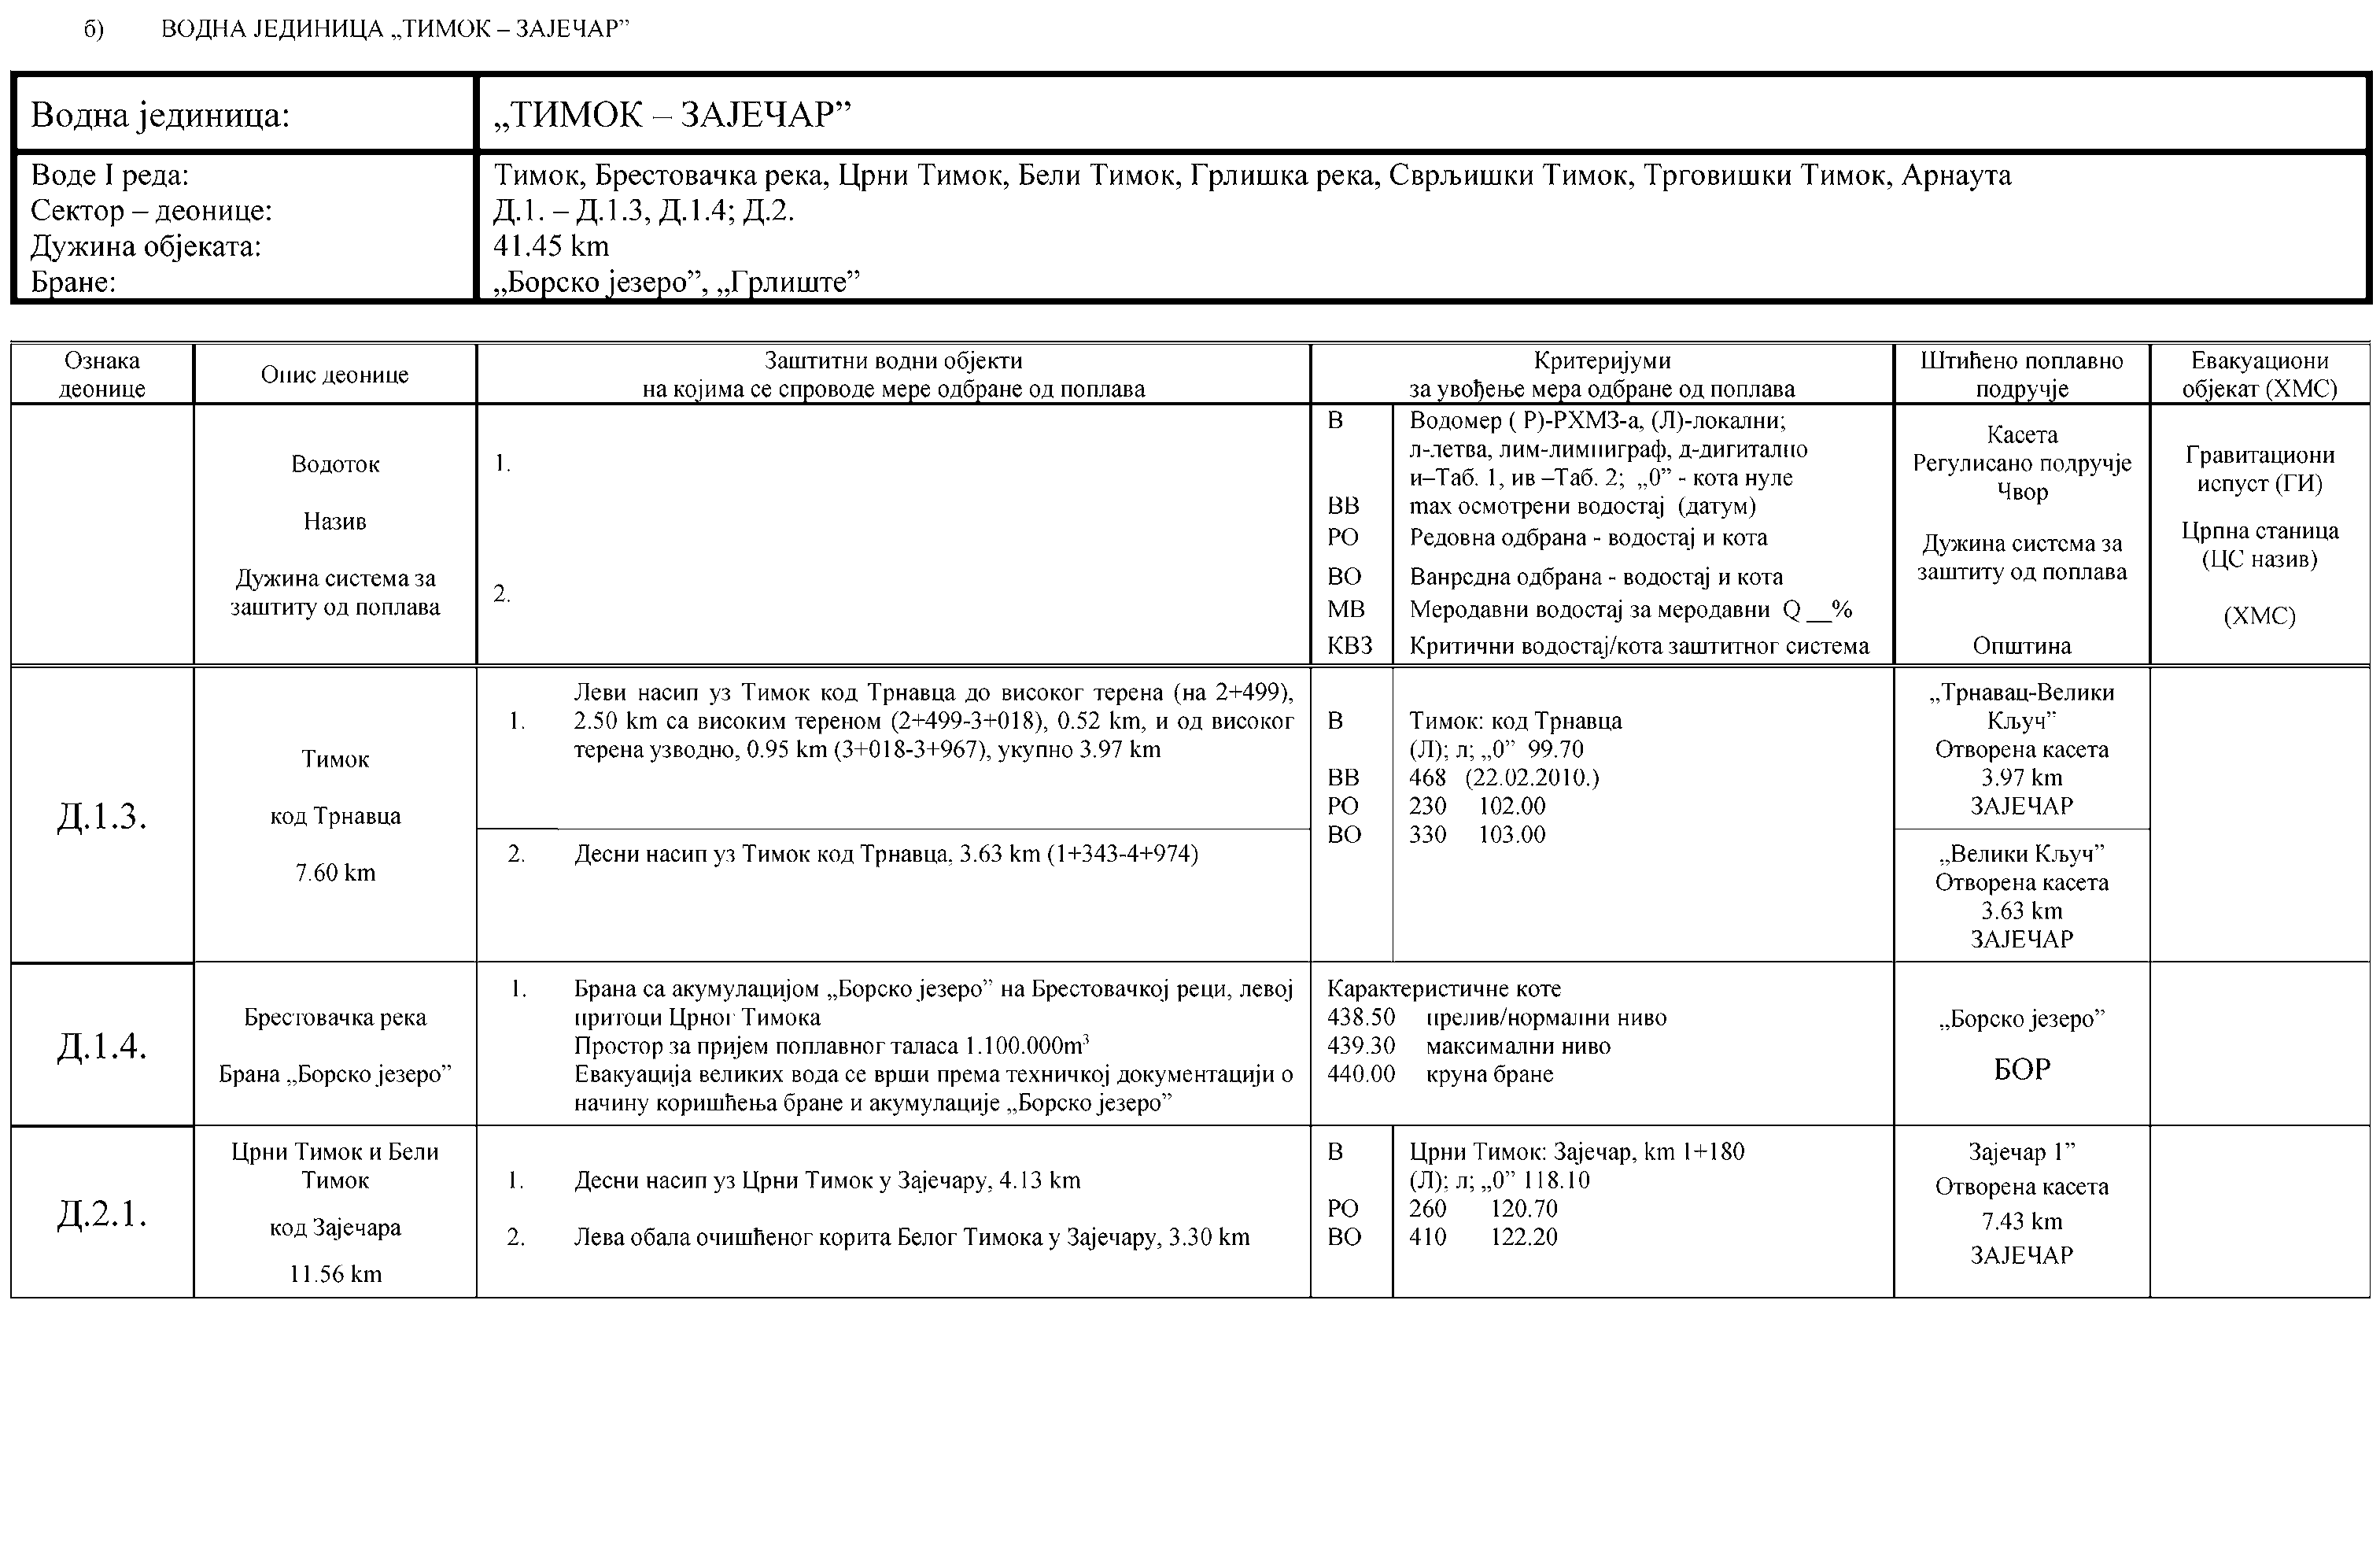 б) ВОДНА ЈЕДИНИЦА „ТИМОК – ЗАЈЕЧАР”
Водна јединица: „ТИМОК – ЗАЈЕЧАР”
Воде I реда: Тимок, Брестовачка река, Црни Тимок, Бели Тимок, Грлишка река, Сврљишки Тимок, Трговишки Тимок, Арнаута
Сектор – деонице: Д.1. – Д.1.3, Д.1.4; Д.2.
Дужина објеката: 41.45 km
Бране: „Борско језеро”, „Грлиште”
Ознака
деонице
Опис деонице
Заштитни водни објекти
на којима се спроводе мере одбране од поплава
Критеријуми
за увођење мера одбране од поплава
Штићено поплавно
подручје
Евакуациони
објекат (ХМС)
Водоток
Назив
Дужина система за
заштиту од поплава
1.
2.
В Водомер ( Р)-РХМЗ-а, (Л)-локални;
л-летва, лим-лимниграф, д-дигитално
и–Таб. 1, ив –Таб. 2; „0” - кота нуле
ВВ max осмотрени водостај (датум)
РО Редовна одбрана - водостај и кота
ВО Ванредна одбрана - водостај и кота
МВ Меродавни водостај за меродавни Q __%
КВЗ Критични водостај/кота заштитног система
Касета
Регулисано подручје
Чвор
Дужина система за
заштиту од поплава
Општина
Гравитациони
испуст (ГИ)
Црпна станица
(ЦС назив)
(ХМС)
Д.1.3.
Тимок
код Трнавца
7.60 km
1. Леви насип уз Тимок код Трнавца до високог терена (на 2+499),
2.50 km са високим тереном (2+499-3+018), 0.52 km, и од високог
терена узводно, 0.95 km (3+018-3+967), укупно 3.97 km
2. Десни насип уз Тимок код Трнавца, 3.63 km (1+343-4+974)
В Тимок: код Трнавца
(Л); л; „0” 99.70
ВВ 468 (22.02.2010.)
РО 230 102.00
ВО 330 103.00
„Трнавац-Велики
Кључ”
Отворена касета
3.97 km
ЗАЈЕЧАР
„Велики Кључ”
Отворена касета
3.63 km
ЗАЈЕЧАР
Д.1.4.
Брестовачка река
Брана „Борско језеро”
1. Брана са акумулацијом „Борско језеро” на Брестовачкој реци, левој
притоци Црног Тимока
Простор за пријем поплавног таласа 1.100.000m³
Евакуација великих вода се врши према техничкој документацији о
начину коришћења бране и акумулације „Борско језеро”
Карактеристичне коте
438.50 прелив/нормални ниво
439.30 максимални ниво
440.00 круна бране
„Борско језеро”
БОР
Д.2.1.
Црни Тимок и Бели
Тимок
код Зајечара
11.56 km
1. Десни насип уз Црни Тимок у Зајечару, 4.13 km
2. Лева обала очишћеног корита Белог Тимока у Зајечару, 3.30 km
В Црни Тимок: Зајечар, km 1+180
(Л); л; „0” 118.10
РО 260 120.70
ВО 410 122.20
Зајечар 1”
Отворена касета
7.43 km
ЗАЈЕЧАР